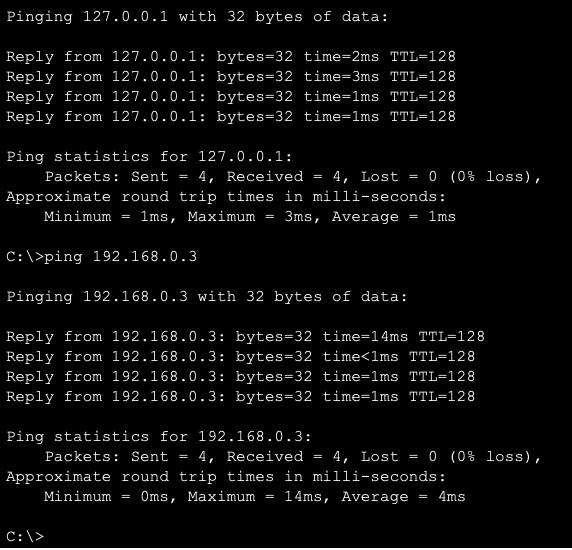 Pinging 127.0.0.1 with 32 bytes of data:
Reply from 127.0.0.1: bytes=32 time=2ms TTL=128
Reply from 127.0.0.1: bytes=32 time=3ms TTL=128
Reply from 127.0.0.1: bytes=32 time=1ms TTL=128
Reply from 127.0.0.1: bytes=32 time=1ms TTL=128
Ping statistics for 127.0.0.1:
    Packets: Sent = 4, Received = 4, Lost = 0 (0% loss),
Approximate round trip times in milli-seconds:
    Minimum = 1ms, Maximum = 3ms, Average = 1ms
C:\>ping 192.168.0.3
Pinging 192.168.0.3 with 32 bytes of data:
Reply from 192.168.0.3: bytes=32 time=14ms TTL=128
Reply from 192.168.0.3: bytes=32 time<1ms TTL=128
Reply from 192.168.0.3: bytes=32 time=1ms TTL=128
Reply from 192.168.0.3: bytes=32 time=1ms TTL=128
Ping statistics for 192.168.0.3:
    Packets: Sent = 4, Received = 4, Lost = 0 (0% loss),
Approximate round trip times in milli-seconds:
    Minimum = 0ms, Maximum = 14ms, Average = 4ms
C:\>